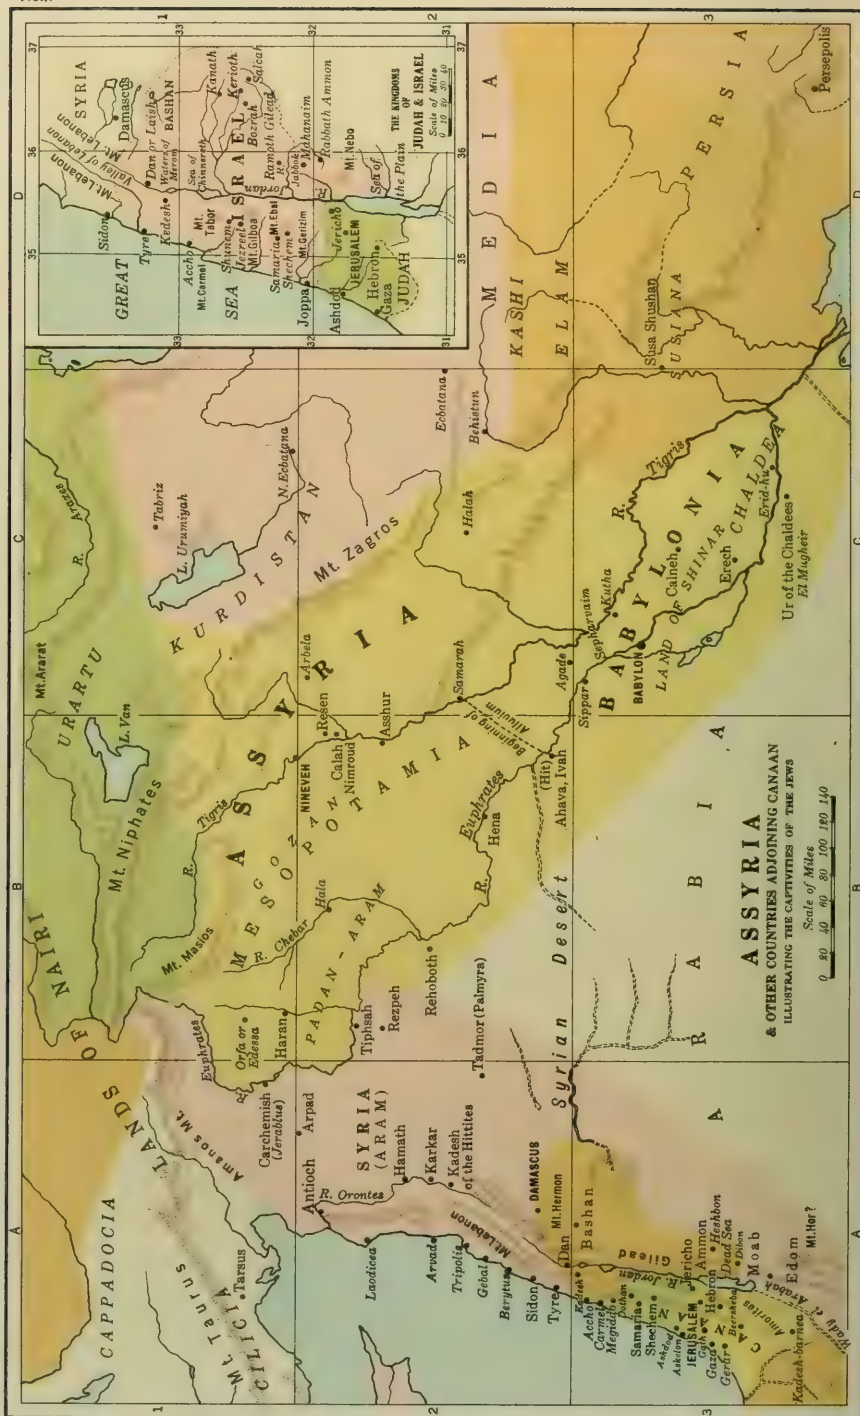 ASSYRIA
& OTHER COUNTRIES ADJOINING CANAAN
ILLUSTRATING THE CAPTIVITIES OF THE JEWS
Scale of Miles
0 20 40 60 80 100 120 140
A
B
C
D
1
2
3
CAPPADOCIA
LANDS OF NAIRI
Mt. Taurus
CILICIA
Tarsus
Amanos Mt.
URARTU
Mt. Ararat
L. Van
Mt. Niphates
R. Araxes
Tabriz
L. Urumiyah
KURDISTAN
N. Ecbatana
Mt. Zagros
Mt. Masios
R. Tigris
ASSYRIA
Euphrates R.
Orfa or
Edessa
Haran
Carchemish
(Jerablus)
Antioch
Arpad
R. Orontes
PADAN-ARAM
MESOPOTAMIA
GOZAN
R. Chebar
Hala
NINEVEH
Resen
Calah
Nimroud
Arbela
Asshur
Laodicea
SYRIA
(ARAM)
Hamath
Arvad
Karkar
Tripolis
Kadesh
of the Hittites
Gebal
Berytus
Mt. Lebanon
Tiphsah
Rezpeh
Rehoboth
Tadmor (Palmyra)
R. Euphrates
Hena
Samarah
Beginning of
Alluvium
Halah
Ecbatana
Behistun
MEDIA
DAMASCUS
Mt. Hermon
Sidon
Tyre
Dan
Bashan
Syrian Desert
Ahava, Ivah
(Hit)
Agade
Sippar
Sepharvaim
Kutha
BABYLONIA
BABYLON
LAND OF SHINAR
Calneh
Erech
CHALDEA
Erid-hu
Ur of the Chaldees
El Mugheir
R. Tigris
KASHI
ELAM
Susa Shushan
SUSIANA
PERSIA
Persepolis
Kadesh
Accho
Carmel
Megiddo
Dothan
Samaria
Shechem
Gilead
R. Jordan
Ashdod
Askelon
JERUSALEM
Jericho
Ammon
Gath
Hebron
Heshbon
Gaza
Dead Sea
Gerar
Beersheba
Dibon
CANAAN
Amorites
Moab
Kadesh-barnea
Wady el Arabah
Edom
Mt. Hor?
ARABIA
THE KINGDOMS
OF
JUDAH & ISRAEL
Scale of Miles
0 10 20 30 40
31
32
33
35
36
37
GREAT
SEA
SYRIA
Damascus
Mt. Lebanon
Valley of Lebanon
Mt. Lebanon
Sidon
Tyre
Dan or Laish
Kedesh
Waters of
Merom
BASHAN
Accho
Sea of
Chinnereth
Kanath
Mt. Carmel
Mt.
Tabor
Shunem
Jezreel
Mt. Gilboa
ISRAEL
Kerioth
Bozrah
Salcah
Ramoth Gilead
Samaria
Mt. Ebal
Shechem
Mt. Gerizim
Jordan R.
Jabbok R.
Mahanaim
Joppa
Rabbath Ammon
Ashdod
Jericho
JERUSALEM
Mt. Nebo
Hebron
Gaza
Sea of
the Plain
JUDAH